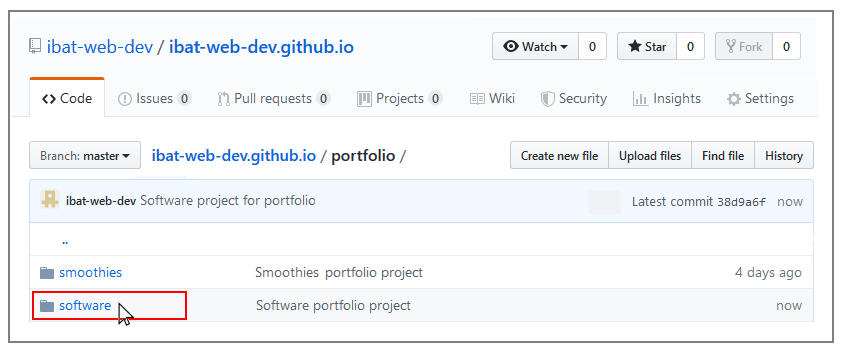 ibat-web-dev / ibat-web-dev.github.io Watch 0 Star 0 Fork 0
Code Issues 0 Pull requests 0 Projects 0 Wiki Security Insights Settings
Branch: master ibat-web-dev.github.io / portfolio / Create new file Upload files Find file History
ibat-web-dev Software project for portfolio Latest commit 38d9a6f now
..
smoothies Smoothies portfolio project 4 days ago
software Software portfolio project now